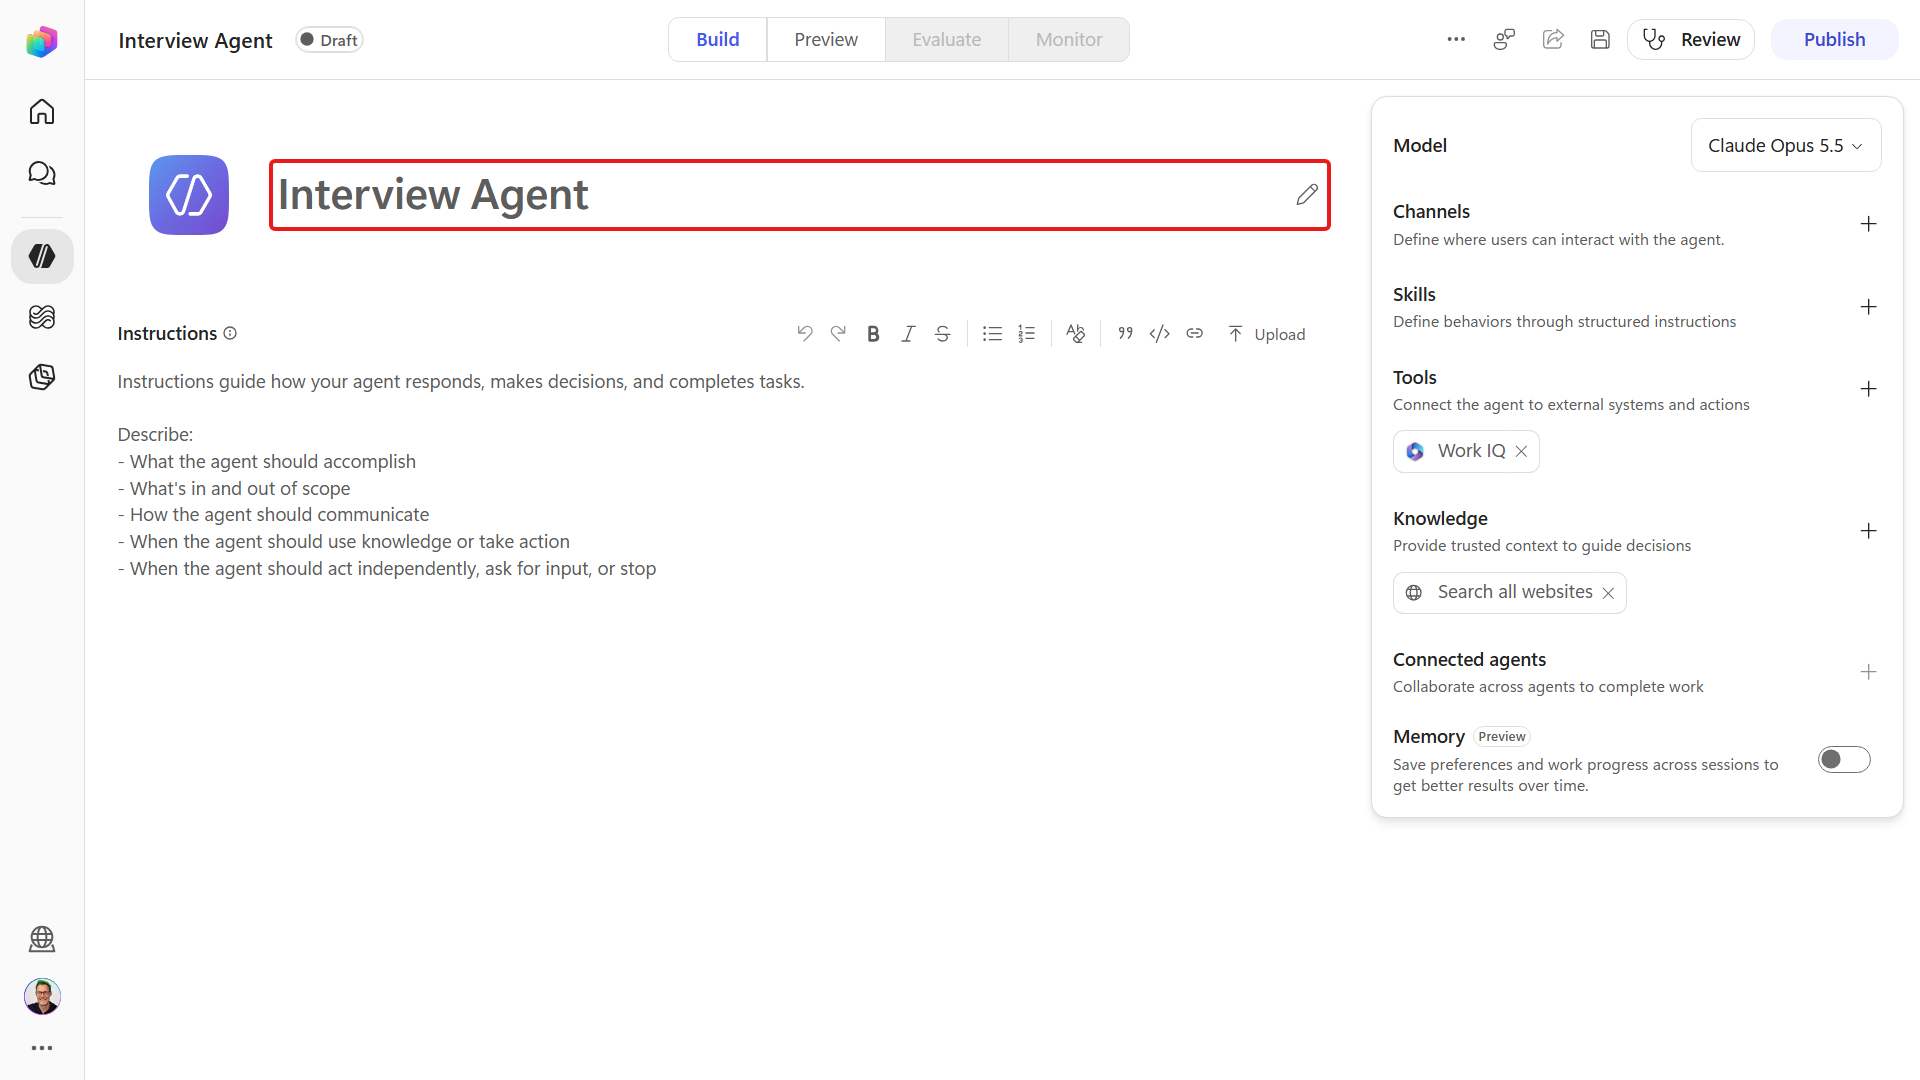 Interview Agent
Draft
Build
Preview
Evaluate
Monitor
Review
Publish
Interview Agent
Instructions
Upload
Instructions guide how your agent responds, makes decisions, and completes tasks.
Describe:
- What the agent should accomplish
- What's in and out of scope
- How the agent should communicate
- When the agent should use knowledge or take action
- When the agent should act independently, ask for input, or stop
Model
Claude Opus 5.5
Channels
Define where users can interact with the agent.
Skills
Define behaviors through structured instructions
Tools
Connect the agent to external systems and actions
Work IQ
Knowledge
Provide trusted context to guide decisions
Search all websites
Connected agents
Collaborate across agents to complete work
Memory Preview
Save preferences and work progress across sessions to
get better results over time.